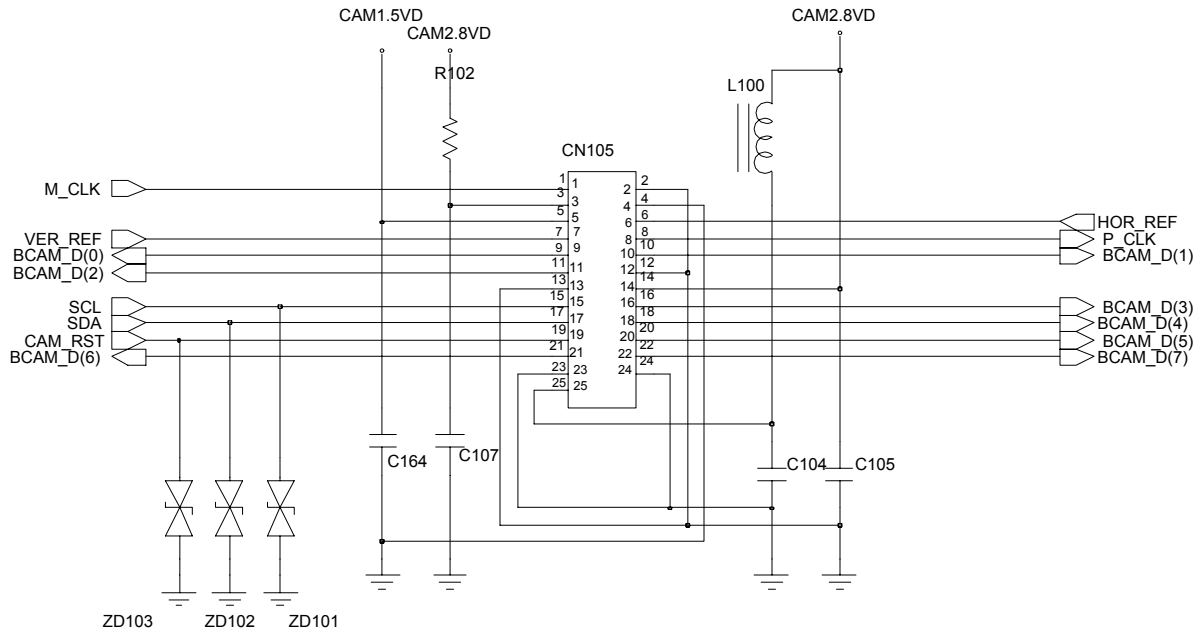 CAM1.5VD
CAM2.8VD
CAM2.8VD
R102
L100
CN105
1 1 2 2
3 3 4 4
5 5 6 6
7 7 8 8
9 9 10 10
11 11 12 12
13 13 14 14
15 15 16 16
17 17 18 18
19 19 20 20
21 21 22 22
23 23 24 24
25 25
M_CLK
VER_REF
BCAM_D(0)
BCAM_D(2)
SCL
SDA
CAM_RST
BCAM_D(6)
HOR_REF
P_CLK
BCAM_D(1)
BCAM_D(3)
BCAM_D(4)
BCAM_D(5)
BCAM_D(7)
C164
C107
C104
C105
ZD103
ZD102
ZD101